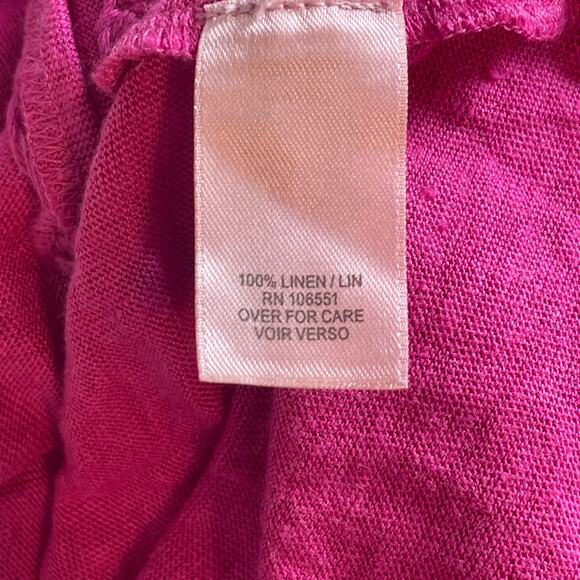 100% LINEN / LIN
RN 106551
OVER FOR CARE
VOIR VERSO